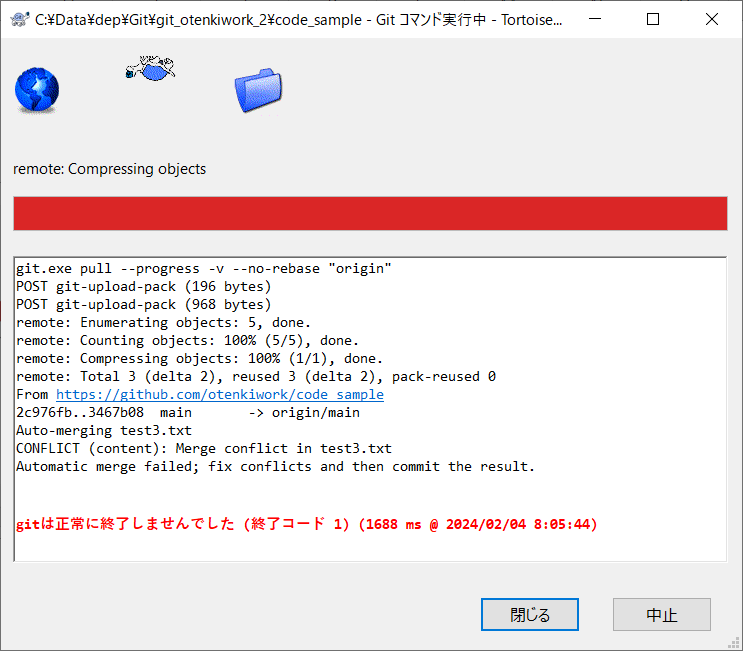 C:¥Data¥dep¥Git¥git_otenkiwork_2¥code_sample - Git コマンド実行中 - Tortoise...
remote: Compressing objects
git.exe pull --progress -v --no-rebase "origin"
POST git-upload-pack (196 bytes)
POST git-upload-pack (968 bytes)
remote: Enumerating objects: 5, done.
remote: Counting objects: 100% (5/5), done.
remote: Compressing objects: 100% (1/1), done.
remote: Total 3 (delta 2), reused 3 (delta 2), pack-reused 0
From https://github.com/otenkiwork/code_sample
2c976fb..3467b08  main       -> origin/main
Auto-merging test3.txt
CONFLICT (content): Merge conflict in test3.txt
Automatic merge failed; fix conflicts and then commit the result.
gitは正常に終了しませんでした (終了コード 1) (1688 ms @ 2024/02/04 8:05:44)
閉じる
中止